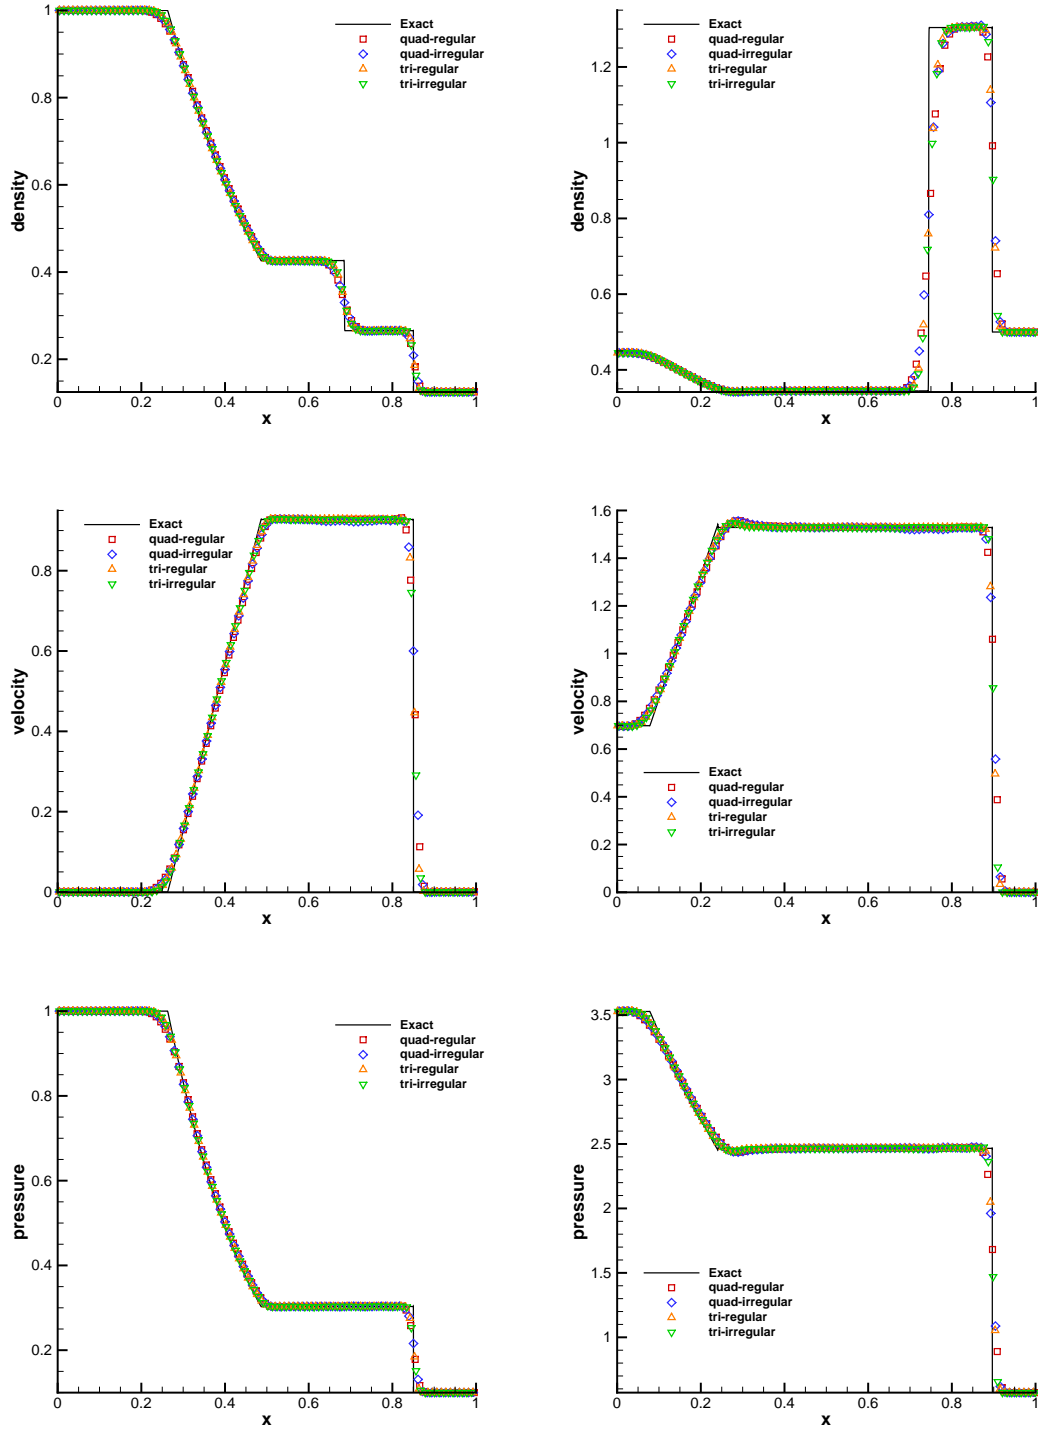 1
0.8
0.6
0.4
0.2
density
0 0.2 0.4 0.6 0.8 1
x
Exact
quad-regular
quad-irregular
tri-regular
tri-irregular
1.2
1
0.8
0.6
0.4
density
0 0.2 0.4 0.6 0.8 1
x
Exact
quad-regular
quad-irregular
tri-regular
tri-irregular
0.8
0.6
0.4
0.2
0
velocity
0 0.2 0.4 0.6 0.8 1
x
Exact
quad-regular
quad-irregular
tri-regular
tri-irregular
1.6
1.4
1.2
1
0.8
0.6
0.4
0.2
0
velocity
0 0.2 0.4 0.6 0.8 1
x
Exact
quad-regular
quad-irregular
tri-regular
tri-irregular
1
0.8
0.6
0.4
0.2
pressure
0 0.2 0.4 0.6 0.8 1
x
Exact
quad-regular
quad-irregular
tri-regular
tri-irregular
3.5
3
2.5
2
1.5
1
pressure
0 0.2 0.4 0.6 0.8 1
x
Exact
quad-regular
quad-irregular
tri-regular
tri-irregular